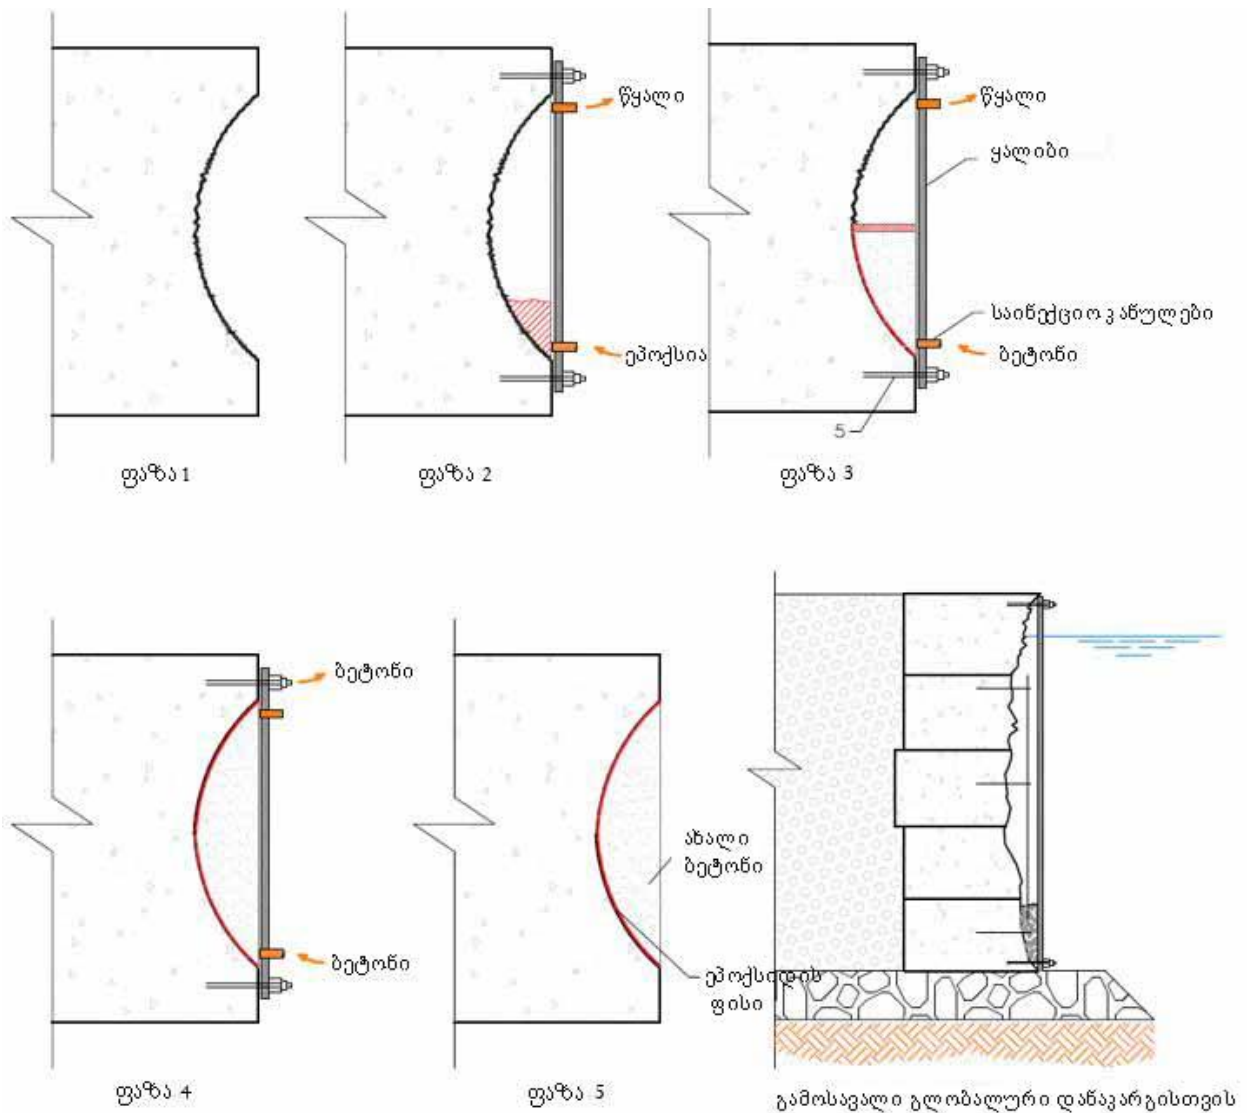 წყალი
ეპოქსია
წყალი
ყალიბი
საინექციო კანულები
ბეტონი
5
ფაზა 1
ფაზა 2
ფაზა 3
ბეტონი
ბეტონი
ახალი
ბეტონი
ეპოქსიდის
ფისი
ფაზა 4
ფაზა 5
გამოსავალი გლობალური დანაკარგისთვის